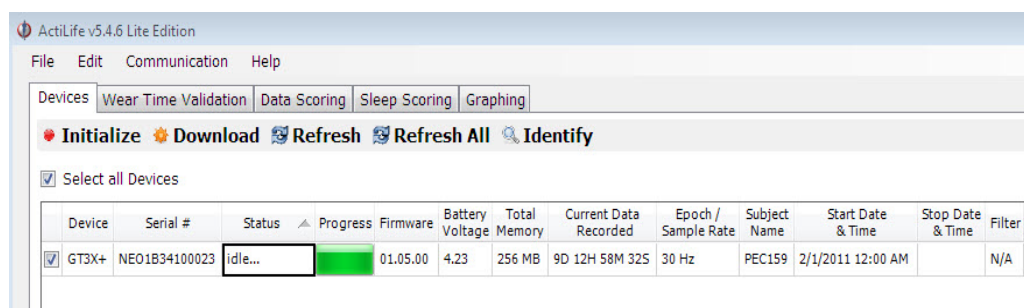 ActiLife v5.4.6 Lite Edition
File Edit Communication Help
Devices Wear Time Validation Data Scoring Sleep Scoring Graphing
Initialize Download Refresh Refresh All Identify
Select all Devices
Device Serial # Status Progress Firmware Battery Voltage Total Memory Current Data Recorded Epoch / Sample Rate Subject Name Start Date & Time Stop Date & Time Filter
GT3X+ NEO1B34100023 idle... 01.05.00 4.23 256 MB 9D 12H 58M 32S 30 Hz PEC159 2/1/2011 12:00 AM N/A